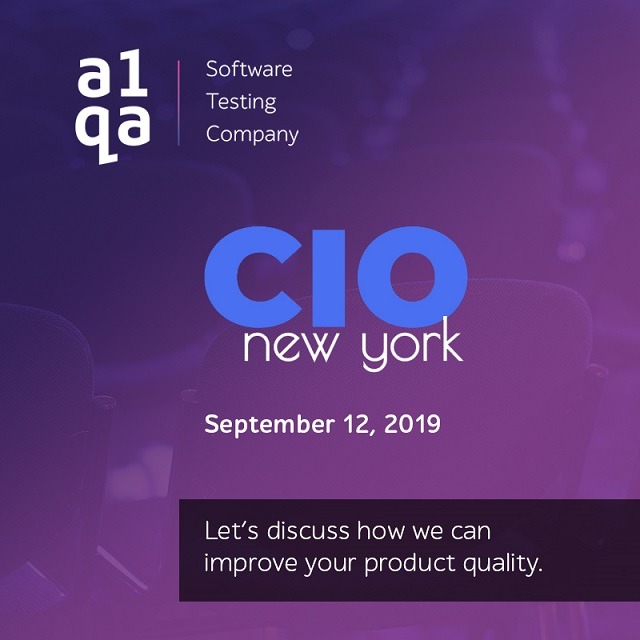 a1
qa
Software
Testing
Company
CIO
new york
September 12, 2019
Let's discuss how we can
improve your product quality.